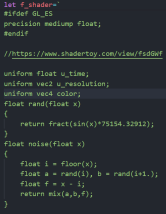 let f_shader=`
#ifdef GL_ES
precision mediump float;
#endif
//https://www.shadertoy.com/view/fsdGWf
uniform float u_time;
uniform vec2 u_resolution;
uniform vec4 color;
float rand(float x)
{
return fract(sin(x)*75154.32912);
}
float noise(float x)
{
float i = floor(x);
float a = rand(i), b = rand(i+1.);
float f = x - i;
return mix(a,b,f);
}